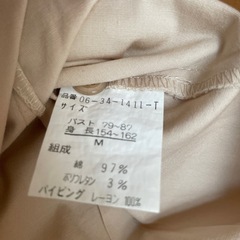 品番 06-34-1411-T
サイズ
バスト 79~87
身 長 154~162
M
組成
綿 97%
ポリウレタン 3%
パイピング レーヨン 100%